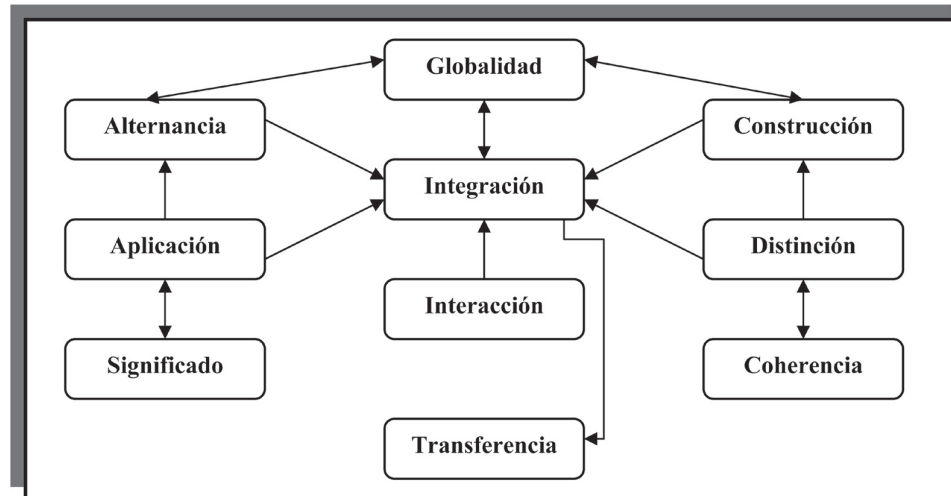 Globalidad
Alternancia
Construcción
Integración
Aplicación
Distinción
Interacción
Significado
Coherencia
Transferencia